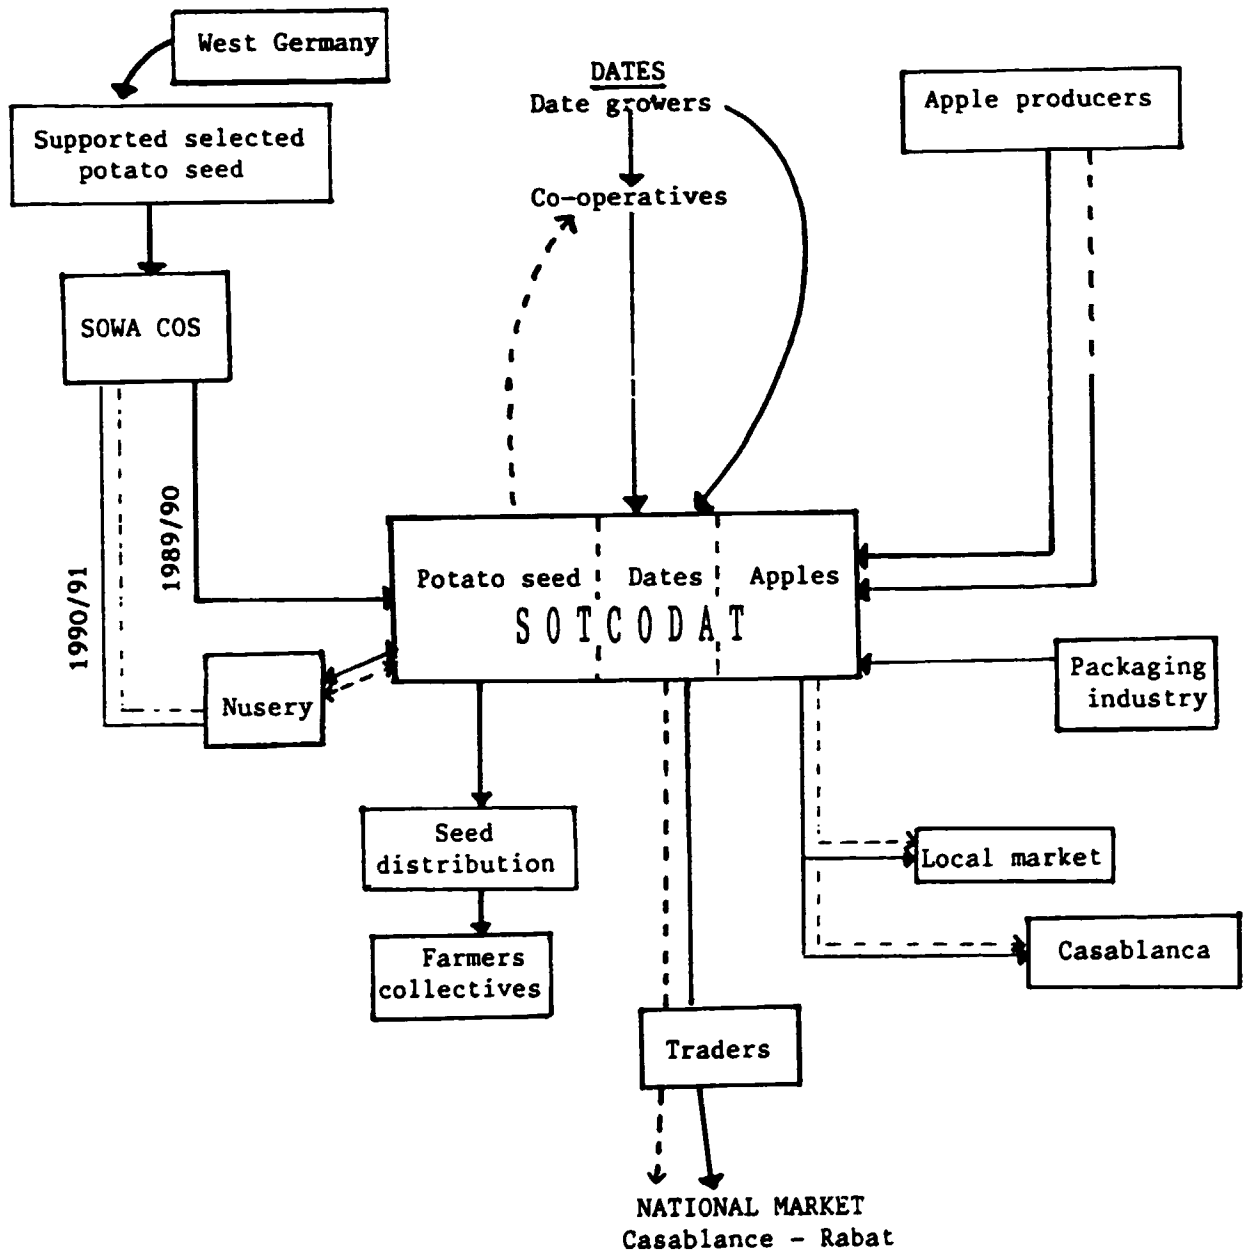 West Germany
Supported selected
potato seed
SOWA COS
1989/90
1990/91
DATES
Date growers
Co-operatives
Apple producers
Potato seed
Dates
Apples
SOTCODAT
Nusery
Packaging
industry
Seed
distribution
Farmers
collectives
Local market
Casablanca
Traders
NATIONAL MARKET
Casablance - Rabat